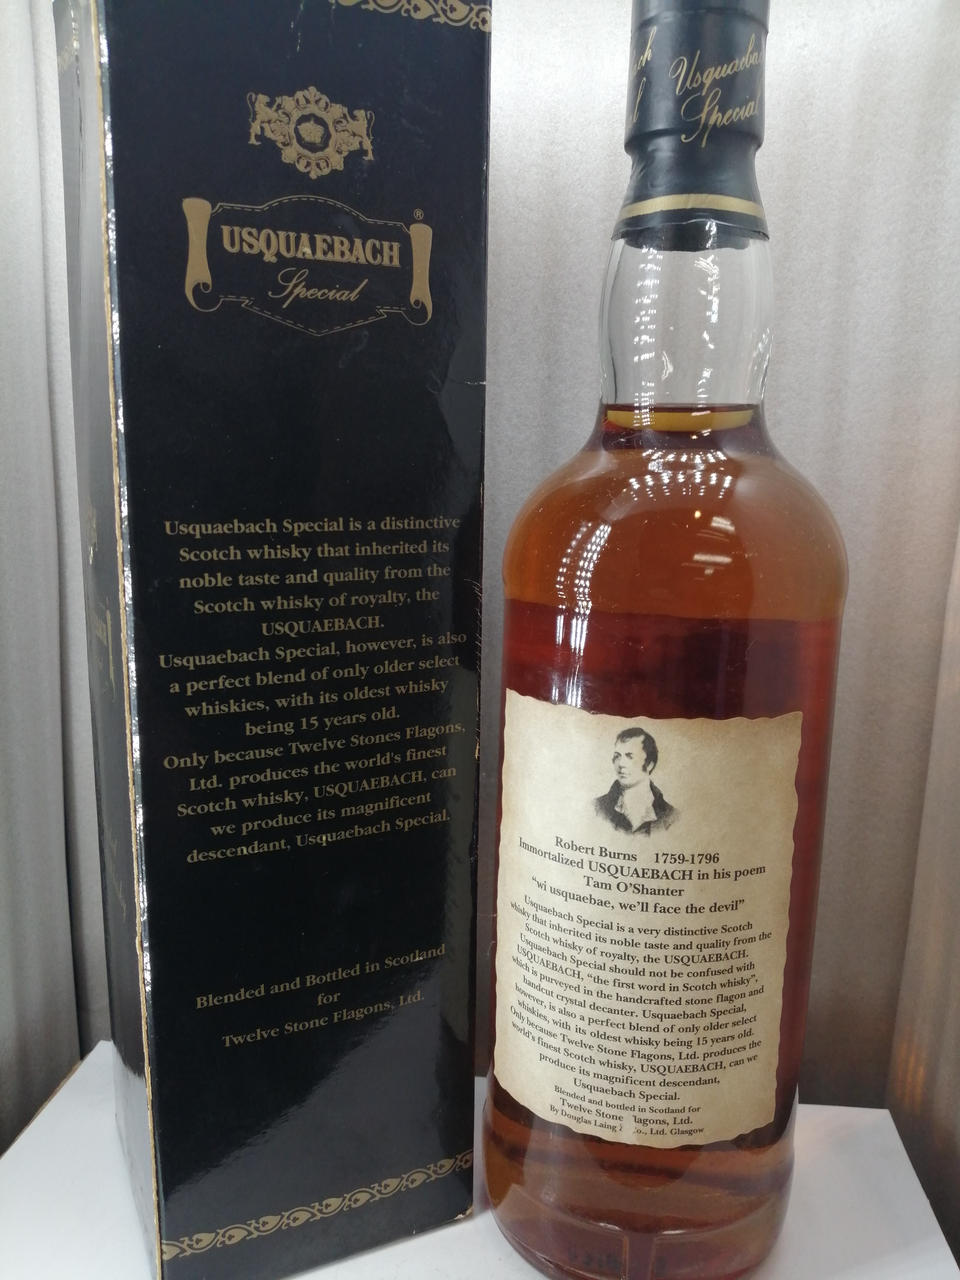 USQUAEBACH ®
Special
Usquaebach Special is a distinctive
Scotch whisky that inherited its
noble taste and quality from the
Scotch whisky of royalty, the
USQUAEBACH.
Usquaebach Special, however, is also
a perfect blend of only older select
whiskies, with its oldest whisky
being 15 years old.
Only because Twelve Stones Flagons,
Ltd. produces the world's finest
Scotch whisky, USQUAEBACH, can
we produce its magnificent
descendant, Usquaebach Special.
Blended and Bottled in Scotland
for
Twelve Stone Flagons, Ltd.
Usquaebach
Special
Robert Burns 1759-1796
Immortalized USQUAEBACH in his poem
Tam O'Shanter
"wi usquaebae, we'll face the devil"
Usquaebach Special is a very distinctive Scotch
whisky that inherited its noble taste and quality from the
Scotch whisky of royalty, the USQUAEBACH.
Usquaebach Special should not be confused with
USQUAEBACH, "the first word in Scotch whisky",
which is purveyed in the handcrafted stone flagon and
handcut crystal decanter. Usquaebach Special,
however, is also a perfect blend of only older select
whiskies, with its oldest whisky being 15 years old.
Only because Twelve Stone Flagons, Ltd. produces the
world's finest Scotch whisky, USQUAEBACH, can we
produce its magnificent descendant,
Usquaebach Special.
Blended and bottled in Scotland for
Twelve Stone Flagons, Ltd.
By Douglas Laing Co., Ltd. Glasgow